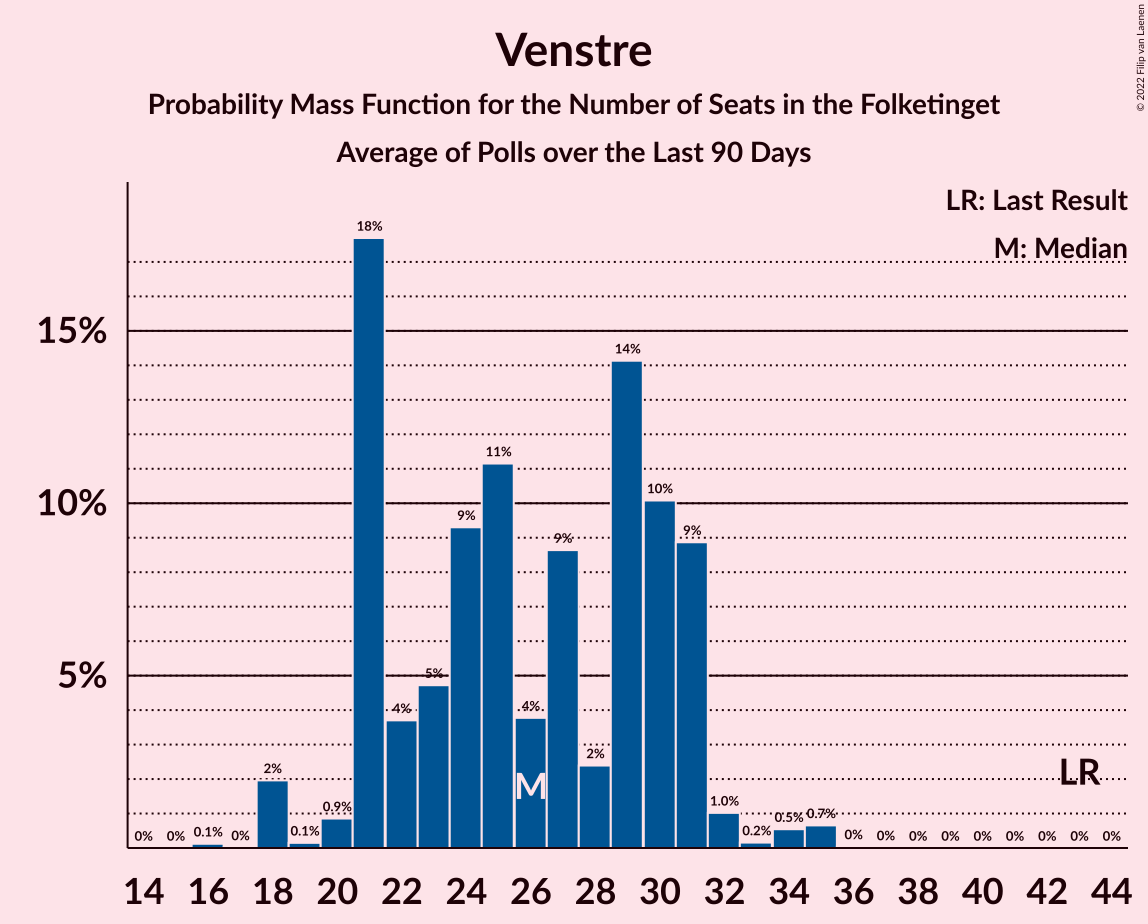 Venstre
Probability Mass Function for the Number of Seats in the Folketinget
Average of Polls over the Last 90 Days
© 2022 Filip van Laenen
LR: Last Result
M: Median
15%
10%
5%
0% 0% 0.1% 0% 2% 0.1% 0.9% 18% 4% 5% 9% 11% 4% 9% 2% 14% 10% 9% 1.0% 0.2% 0.5% 0.7% 0% 0% 0% 0% 0% 0% 0% 0% 0%
M
LR
14 16 18 20 22 24 26 28 30 32 34 36 38 40 42 44